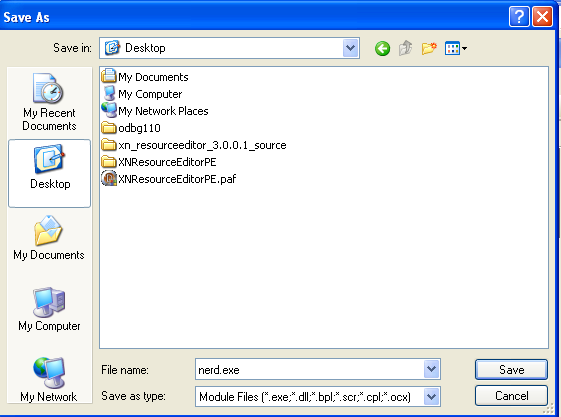 Save As
Save in:
Desktop
My Recent
Documents
Desktop
My Documents
My Computer
My Network
My Documents
My Computer
My Network Places
odbg110
xn_resourceeditor_3.0.0.1_source
XNResourceEditorPE
XNResourceEditorPE.paf
File name:
nerd.exe
Save
Save as type:
Module Files (*.exe;*.dll;*.bpl;*.scr;*.cpl;*.ocx)
Cancel